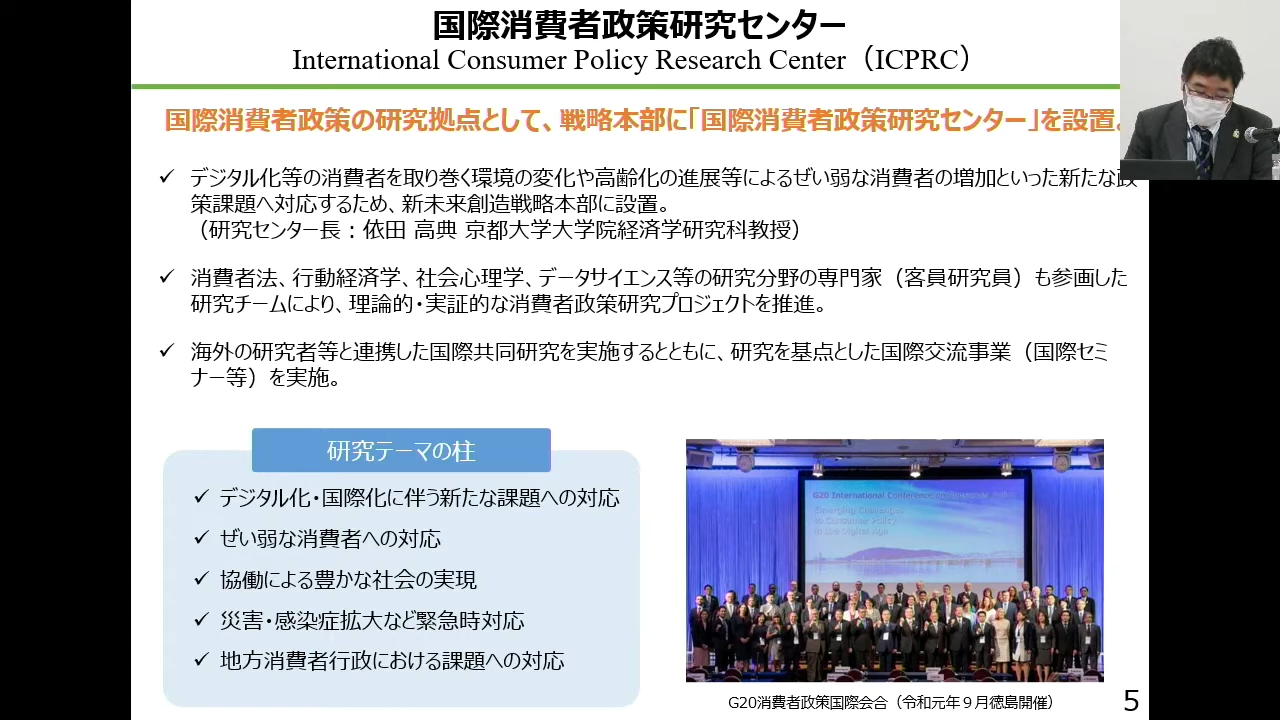 国際消費者政策研究センター
International Consumer Policy Research Center（ICPRC）
国際消費者政策の研究拠点として、戦略本部に「国際消費者政策研究センター」を設置。
✓ デジタル化等の消費者を取り巻く環境の変化や高齢化の進展等によるぜい弱な消費者の増加といった新たな政
策課題へ対応するため、新未来創造戦略本部に設置。
（研究センター長：依田 高典 京都大学大学院経済学研究科教授）
✓ 消費者法、行動経済学、社会心理学、データサイエンス等の研究分野の専門家（客員研究員）も参画した
研究チームにより、理論的・実証的な消費者政策研究プロジェクトを推進。
✓ 海外の研究者等と連携した国際共同研究を実施するとともに、研究を基点とした国際交流事業（国際セミ
ナー等）を実施。
研究テーマの柱
✓ デジタル化・国際化に伴う新たな課題への対応
✓ ぜい弱な消費者への対応
✓ 協働による豊かな社会の実現
✓ 災害・感染症拡大など緊急時対応
✓ 地方消費者行政における課題への対応
G20 International Conference on Consumer Policy
Emerging Challenges
to Consumer Policy
in the Digital Age
G20消費者政策国際会合（令和元年９月徳島開催）
5